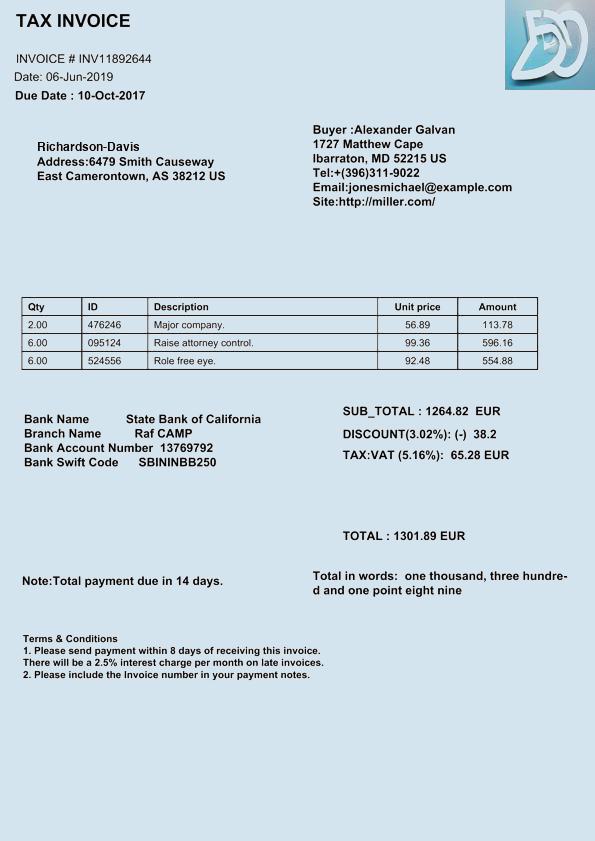 TAX INVOICE
INVOICE # INV11892644
Date: 06-Jun-2019
Due Date : 10-Oct-2017
Buyer :Alexander Galvan
1727 Matthew Cape
Ibarraton, MD 52215 US
Tel:+(396)311-9022
Email:jonesmichael@example.com
Site:http://miller.com/
Richardson-Davis
Address:6479 Smith Causeway
East Camerontown, AS 38212 US
Qty ID Description Unit price Amount
2.00 476246 Major company. 56.89 113.78
6.00 095124 Raise attorney control. 99.36 596.16
6.00 524556 Role free eye. 92.48 554.88
Bank Name State Bank of California
Branch Name Raf CAMP
Bank Account Number 13769792
Bank Swift Code SBININBB250
SUB_TOTAL : 1264.82 EUR
DISCOUNT(3.02%): (-) 38.2
TAX:VAT (5.16%): 65.28 EUR
TOTAL : 1301.89 EUR
Note:Total payment due in 14 days.
Total in words: one thousand, three hundre-
d and one point eight nine
Terms & Conditions
1. Please send payment within 8 days of receiving this invoice.
There will be a 2.5% interest charge per month on late invoices.
2. Please include the Invoice number in your payment notes.